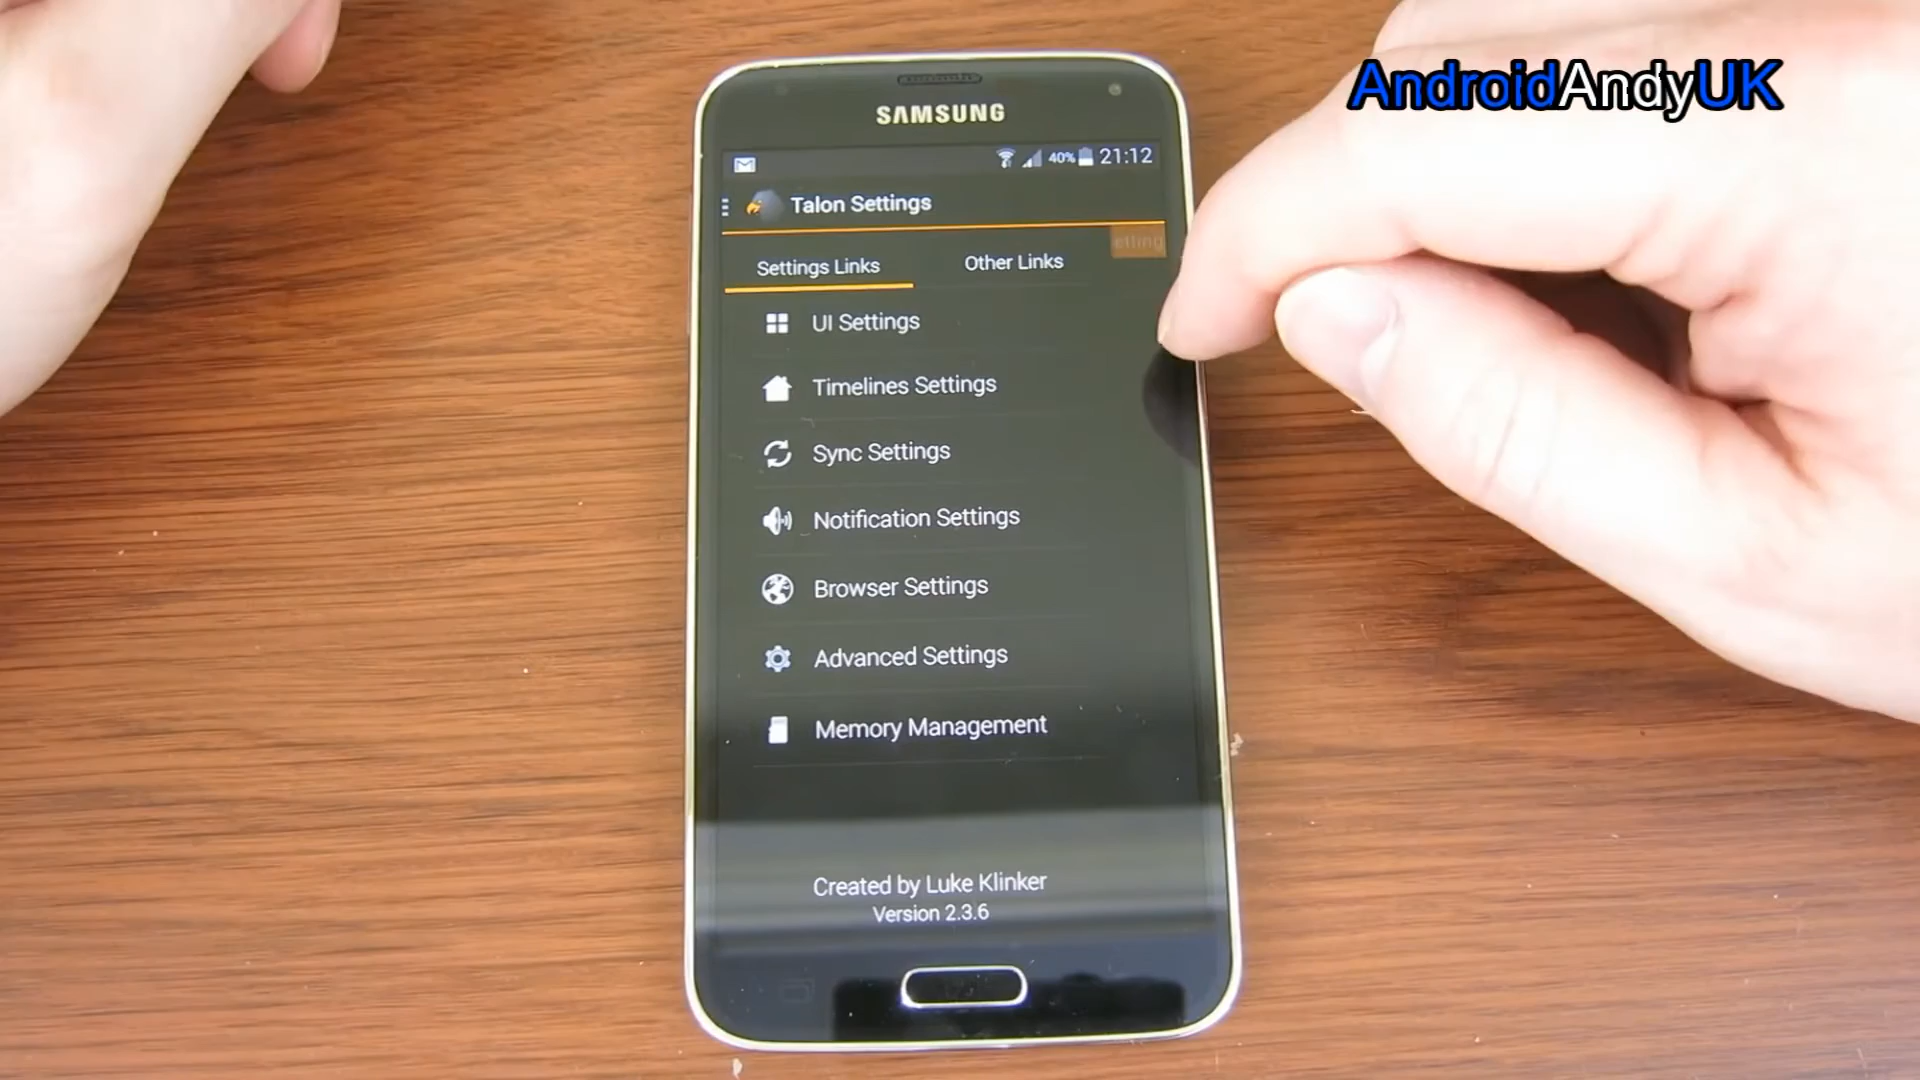 AndroidAndyUK
SAMSUNG
40% 21:12
Talon Settings
Settings Links
Other Links
UI Settings
Timelines Settings
Sync Settings
Notification Settings
Browser Settings
Advanced Settings
Memory Management
Created by Luke Klinker
Version 2.3.6